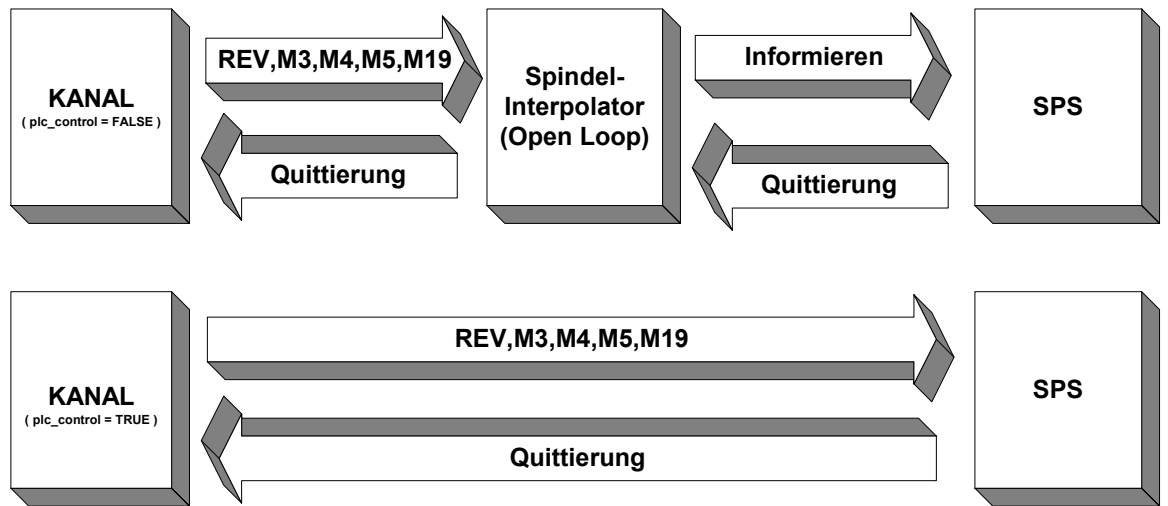 KANAL
( plc_control = FALSE )
REV,M3,M4,M5,M19
Quittierung
Spindel-
Interpolator
(Open Loop)
Informieren
Quittierung
SPS
KANAL
( plc_control = TRUE )
REV,M3,M4,M5,M19
Quittierung
SPS